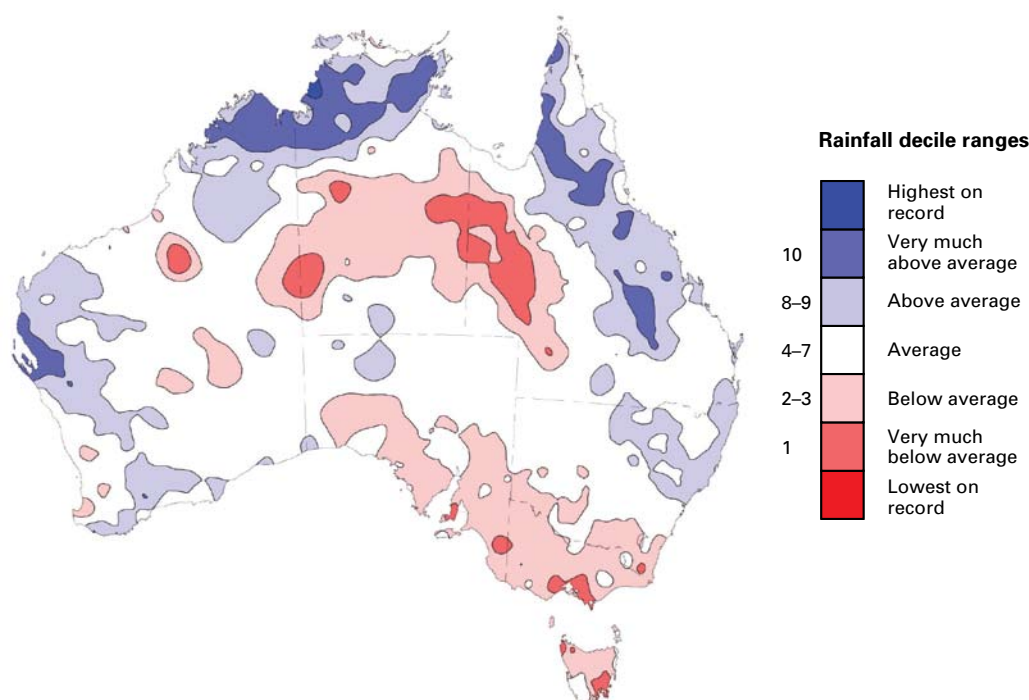 Rainfall decile ranges
Highest on
record
10
Very much
above average
8–9
Above average
4–7
Average
2–3
Below average
1
Very much
below average
Lowest on
record